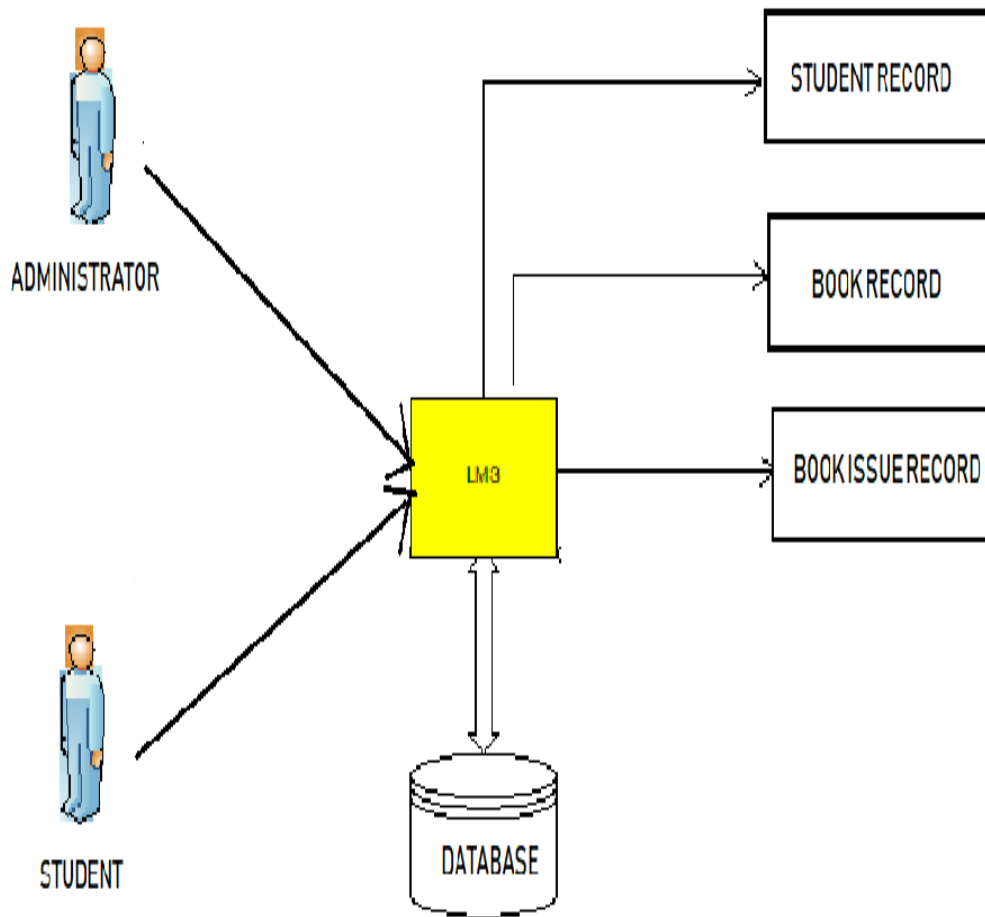 STUDENT RECORD
ADMINISTRATOR
BOOK RECORD
LMS
BOOK ISSUE RECORD
DATABASE
STUDENT